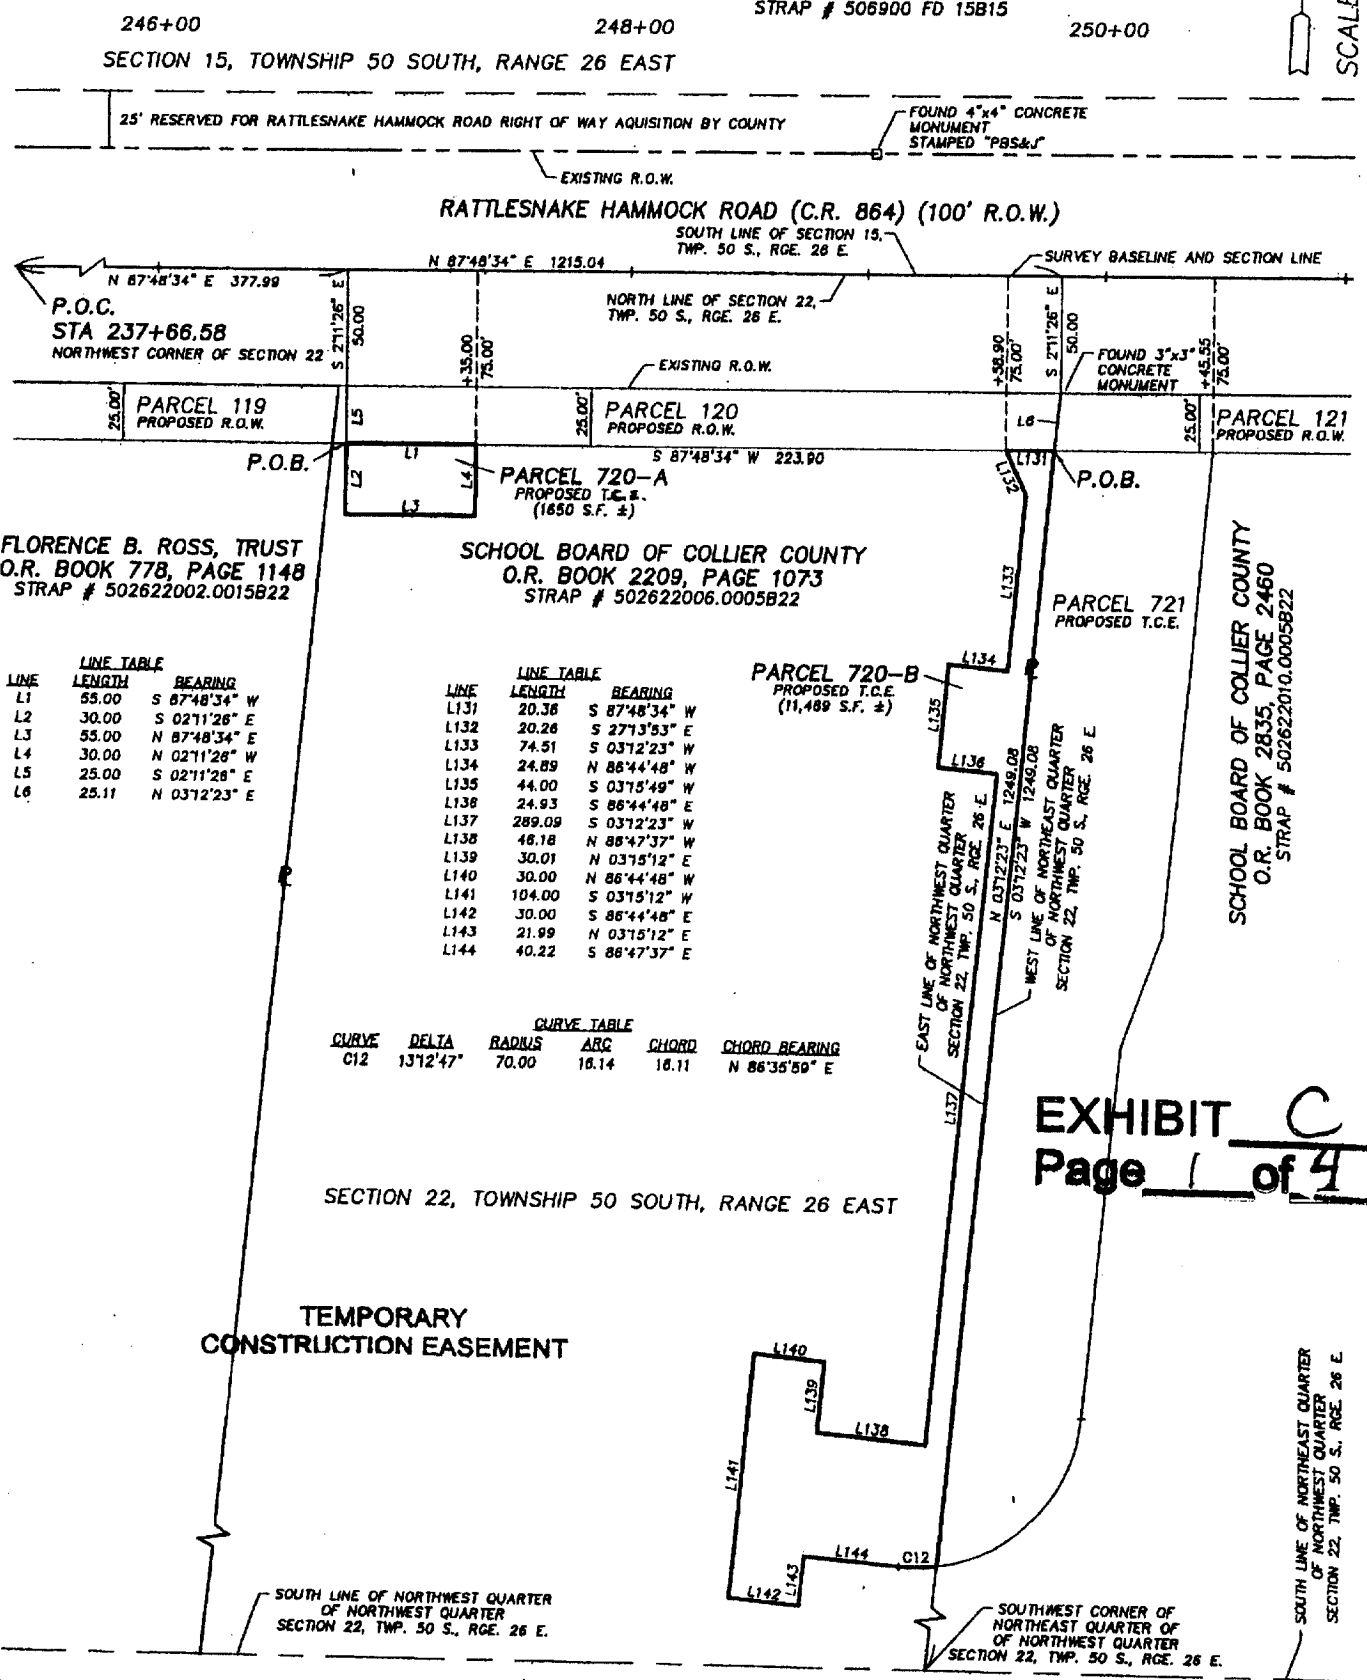 STRAP # 506900 FD 15B15
246+00
248+00
250+00
SCALE
SECTION 15, TOWNSHIP 50 SOUTH, RANGE 26 EAST
25' RESERVED FOR RATTLESNAKE HAMMOCK ROAD RIGHT OF WAY AQUISITION BY COUNTY
FOUND 4"x4" CONCRETE
MONUMENT
STAMPED "PBS&J"
EXISTING R.O.W.
RATTLESNAKE HAMMOCK ROAD (C.R. 864) (100' R.O.W.)
SOUTH LINE OF SECTION 15,
TWP. 50 S., RGE. 26 E.
SURVEY BASELINE AND SECTION LINE
N 87°48'34" E 1215.04
N 87°48'34" E 377.99
P.O.C.
STA 237+66.58
NORTHWEST CORNER OF SECTION 22
S 2°11'26" E
50.00
+35.00
75.00'
NORTH LINE OF SECTION 22,
TWP. 50 S., RGE. 26 E.
EXISTING R.O.W.
+58.90
75.00'
S 2°11'26" E
50.00
FOUND 3"x3"
CONCRETE
MONUMENT
+45.55
75.00'
25.00'
PARCEL 119
PROPOSED R.O.W.
L5
25.00'
PARCEL 120
PROPOSED R.O.W.
L6
25.00'
PARCEL 121
PROPOSED R.O.W.
P.O.B.
L1
L2
L3
L4
S 87°48'34" W 223.90
PARCEL 720-A
PROPOSED T.C.E.
(1650 S.F. ±)
L131
L132
P.O.B.
FLORENCE B. ROSS, TRUST
O.R. BOOK 778, PAGE 1148
STRAP # 502622002.0015B22
SCHOOL BOARD OF COLLIER COUNTY
O.R. BOOK 2209, PAGE 1073
STRAP # 502622006.0005B22
L133
PARCEL 721
PROPOSED T.C.E.
SCHOOL BOARD OF COLLIER COUNTY
O.R. BOOK 2835, PAGE 2460
STRAP # 502622010.0005B22
LINE TABLE
LINE LENGTH BEARING
L1 55.00 S 87°48'34" W
L2 30.00 S 02°11'26" E
L3 55.00 N 87°48'34" E
L4 30.00 N 02°11'26" W
L5 25.00 S 02°11'26" E
L6 25.11 N 03°12'23" E
LINE TABLE
LINE LENGTH BEARING
L131 20.36 S 87°48'34" W
L132 20.26 S 27°13'53" E
L133 74.51 S 03°12'23" W
L134 24.89 N 86°44'48" W
L135 44.00 S 03°15'49" W
L136 24.93 S 86°44'48" E
L137 289.09 S 03°12'23" W
L138 46.18 N 86°47'37" W
L139 30.01 N 03°15'12" E
L140 30.00 N 86°44'48" W
L141 104.00 S 03°15'12" W
L142 30.00 S 86°44'48" E
L143 21.99 N 03°15'12" E
L144 40.22 S 86°47'37" E
PARCEL 720-B
PROPOSED T.C.E.
(11,489 S.F. ±)
L134
L135
L136
EAST LINE OF NORTHWEST QUARTER
OF NORTHWEST QUARTER
SECTION 22, TWP. 50 S., RGE. 26 E.
N 03°12'23" E 1249.08
S 03°12'23" W 1249.08
WEST LINE OF NORTHEAST QUARTER
OF NORTHWEST QUARTER
SECTION 22, TWP. 50 S., RGE. 26 E.
CURVE TABLE
CURVE DELTA RADIUS ARC CHORD CHORD BEARING
C12 13°12'47" 70.00 16.14 16.11 N 86°35'59" E
L137
EXHIBIT C
Page 1 of 4
SECTION 22, TOWNSHIP 50 SOUTH, RANGE 26 EAST
TEMPORARY
CONSTRUCTION EASEMENT
L140
L139
L138
L141
L144
C12
L143
L142
SOUTH LINE OF NORTHWEST QUARTER
OF NORTHWEST QUARTER
SECTION 22, TWP. 50 S., RGE. 26 E.
SOUTHWEST CORNER OF
NORTHEAST QUARTER OF
OF NORTHWEST QUARTER
SECTION 22, TWP. 50 S., RGE. 26 E.
SOUTH LINE OF NORTHEAST QUARTER
OF NORTHWEST QUARTER
SECTION 22, TWP. 50 S., RGE. 26 E.